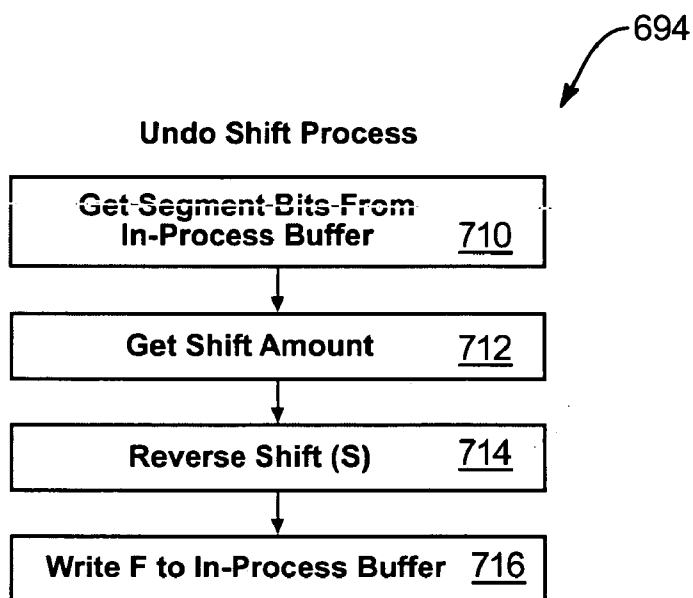 694
Undo Shift Process
Get Segment Bits From
In-Process Buffer 710
Get Shift Amount 712
Reverse Shift (S) 714
Write F to In-Process Buffer 716